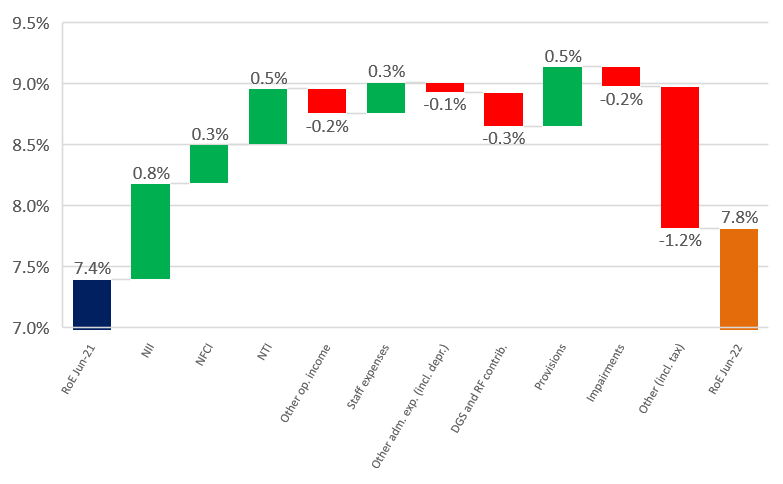 9.5%
9.0%
8.5%
8.0%
7.5%
7.0%
7.4%
0.8%
0.3%
0.5%
-0.2%
0.3%
-0.1%
-0.3%
0.5%
-0.2%
-1.2%
7.8%
RoE Jun-21
NII
NFCI
NTI
Other op. income
Staff expenses
Other adm. exp. (incl. depr.)
DGS and RF contrib.
Provisions
Impairments
Other (incl. tax)
RoE Jun-22